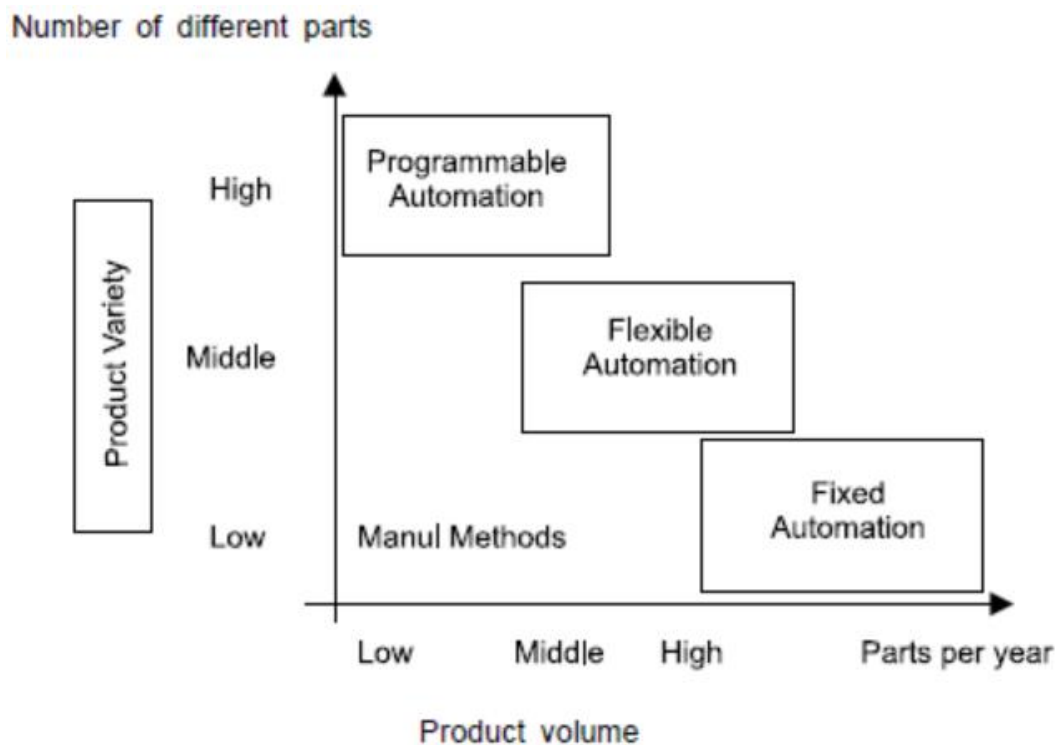 Number of different parts
Programmable
Automation
High
Product Variety
Flexible
Automation
Middle
Fixed
Automation
Low
Manul Methods
Low
Middle
High
Parts per year
Product volume